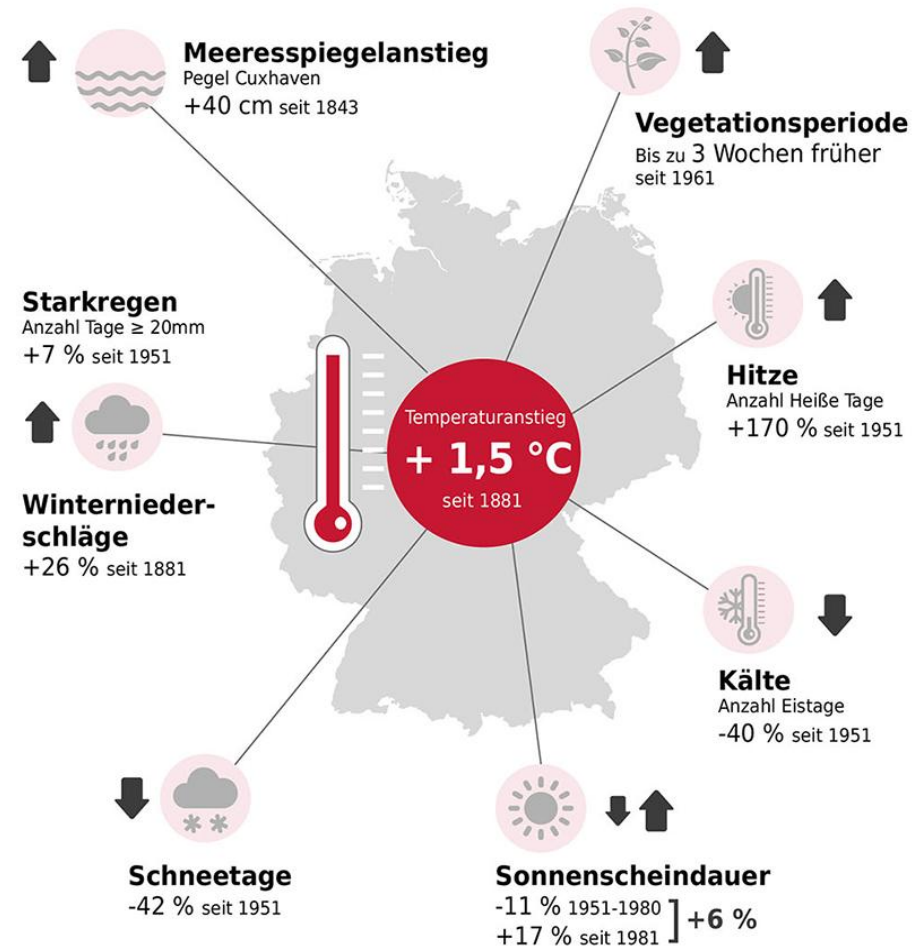 Meeresspiegelanstieg
Pegel Cuxhaven
+40 cm seit 1843
Vegetationsperiode
Bis zu 3 Wochen früher
seit 1961
Starkregen
Anzahl Tage ≥ 20mm
+7 % seit 1951
Hitze
Anzahl Heiße Tage
+170 % seit 1951
Temperaturanstieg
+ 1,5 °C
seit 1881
Winternieder-
schläge
+26 % seit 1881
Kälte
Anzahl Eistage
-40 % seit 1951
Schneetage
-42 % seit 1951
Sonnenscheindauer
-11 % 1951-1980
+17 % seit 1981
] +6 %